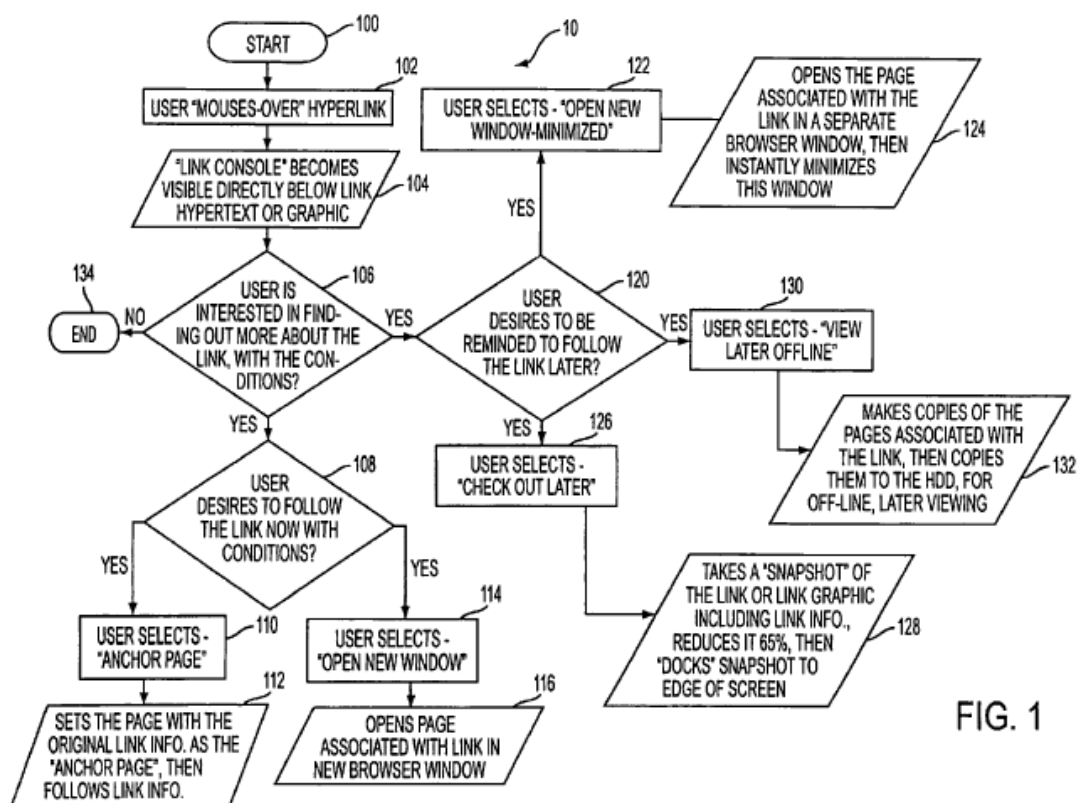 100
START
10
102
USER "MOUSES-OVER" HYPERLINK
122
USER SELECTS - "OPEN NEW
WINDOW-MINIMIZED"
OPENS THE PAGE
ASSOCIATED WITH THE
LINK IN A SEPARATE
BROWSER WINDOW, THEN
INSTANTLY MINIMIZES
THIS WINDOW
124
"LINK CONSOLE" BECOMES
VISIBLE DIRECTLY BELOW LINK
HYPERTEXT OR GRAPHIC
104
YES
134
END
NO
106
USER IS
INTERESTED IN FIND-
ING OUT MORE ABOUT THE
LINK, WITH THE CON-
DITIONS?
YES
120
USER
DESIRES TO BE
REMINDED TO FOLLOW
THE LINK LATER?
YES
130
USER SELECTS - "VIEW
LATER OFFLINE"
YES
YES
126
USER SELECTS -
"CHECK OUT LATER"
MAKES COPIES OF THE
PAGES ASSOCIATED WITH
THE LINK, THEN COPIES
THEM TO THE HDD, FOR
OFF-LINE, LATER VIEWING
132
108
USER
DESIRES TO FOLLOW
THE LINK NOW WITH
CONDITIONS?
YES
YES
110
USER SELECTS -
"ANCHOR PAGE"
114
USER SELECTS -
"OPEN NEW WINDOW"
TAKES A "SNAPSHOT" OF
THE LINK OR LINK GRAPHIC
INCLUDING LINK INFO.,
REDUCES IT 65%, THEN
"DOCKS" SNAPSHOT TO
EDGE OF SCREEN
128
112
SETS THE PAGE WITH THE
ORIGINAL LINK INFO. AS THE
"ANCHOR PAGE", THEN
FOLLOWS LINK INFO.
116
OPENS PAGE
ASSOCIATED WITH LINK IN
NEW BROWSER WINDOW
FIG. 1